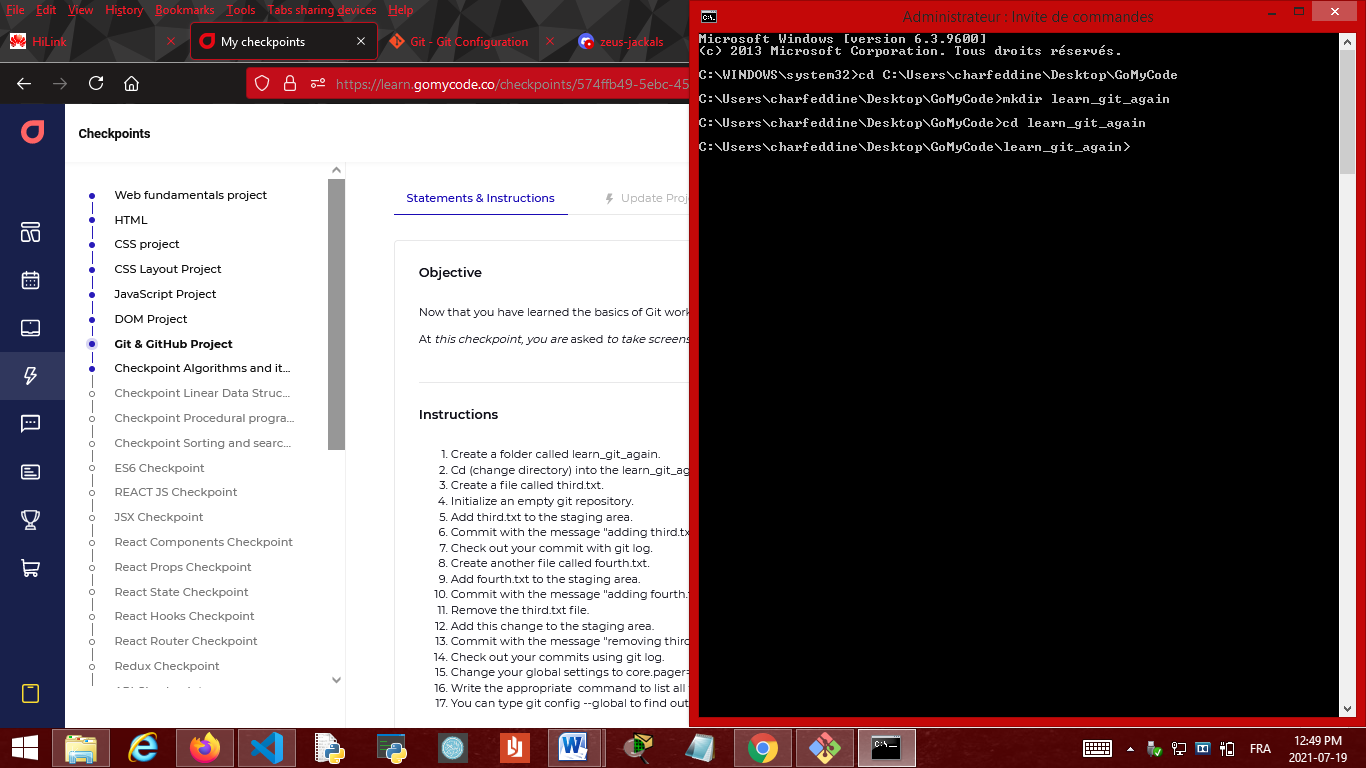 File Edit View History Bookmarks Tools Tabs sharing devices Help
HiLink
My checkpoints
Git - Git Configuration
zeus-jackals
https://learn.gomycode.co/checkpoints/574ffb49-5ebc-45
Checkpoints
Web fundamentals project
HTML
CSS project
CSS Layout Project
JavaScript Project
DOM Project
Git & GitHub Project
Checkpoint Algorithms and it...
Checkpoint Linear Data Struc...
Checkpoint Procedural progra...
Checkpoint Sorting and searc...
ES6 Checkpoint
REACT JS Checkpoint
JSX Checkpoint
React Components Checkpoint
React Props Checkpoint
React State Checkpoint
React Hooks Checkpoint
React Router Checkpoint
Redux Checkpoint
Statements & Instructions
Update Proj
Objective
Now that you have learned the basics of Git work
At this checkpoint, you are asked to take screens
Instructions
1. Create a folder called learn_git_again.
2. Cd (change directory) into the learn_git_ag
3. Create a file called third.txt.
4. Initialize an empty git repository.
5. Add third.txt to the staging area.
6. Commit with the message "adding third.tx
7. Check out your commit with git log.
8. Create another file called fourth.txt.
9. Add fourth.txt to the staging area.
10. Commit with the message "adding fourth.t
11. Remove the third.txt file.
12. Add this change to the staging area.
13. Commit with the message "removing third
14. Check out your commits using git log.
15. Change your global settings to core.pager=
16. Write the appropriate command to list all
17. You can type git config --global to find out
Administrateur : Invite de commandes
Microsoft Windows [version 6.3.9600]
(c) 2013 Microsoft Corporation. Tous droits réservés.
C:\WINDOWS\system32>cd C:\Users\charfeddine\Desktop\GoMyCode
C:\Users\charfeddine\Desktop\GoMyCode>mkdir learn_git_again
C:\Users\charfeddine\Desktop\GoMyCode>cd learn_git_again
C:\Users\charfeddine\Desktop\GoMyCode\learn_git_again>
FRA
12:49 PM
2021-07-19